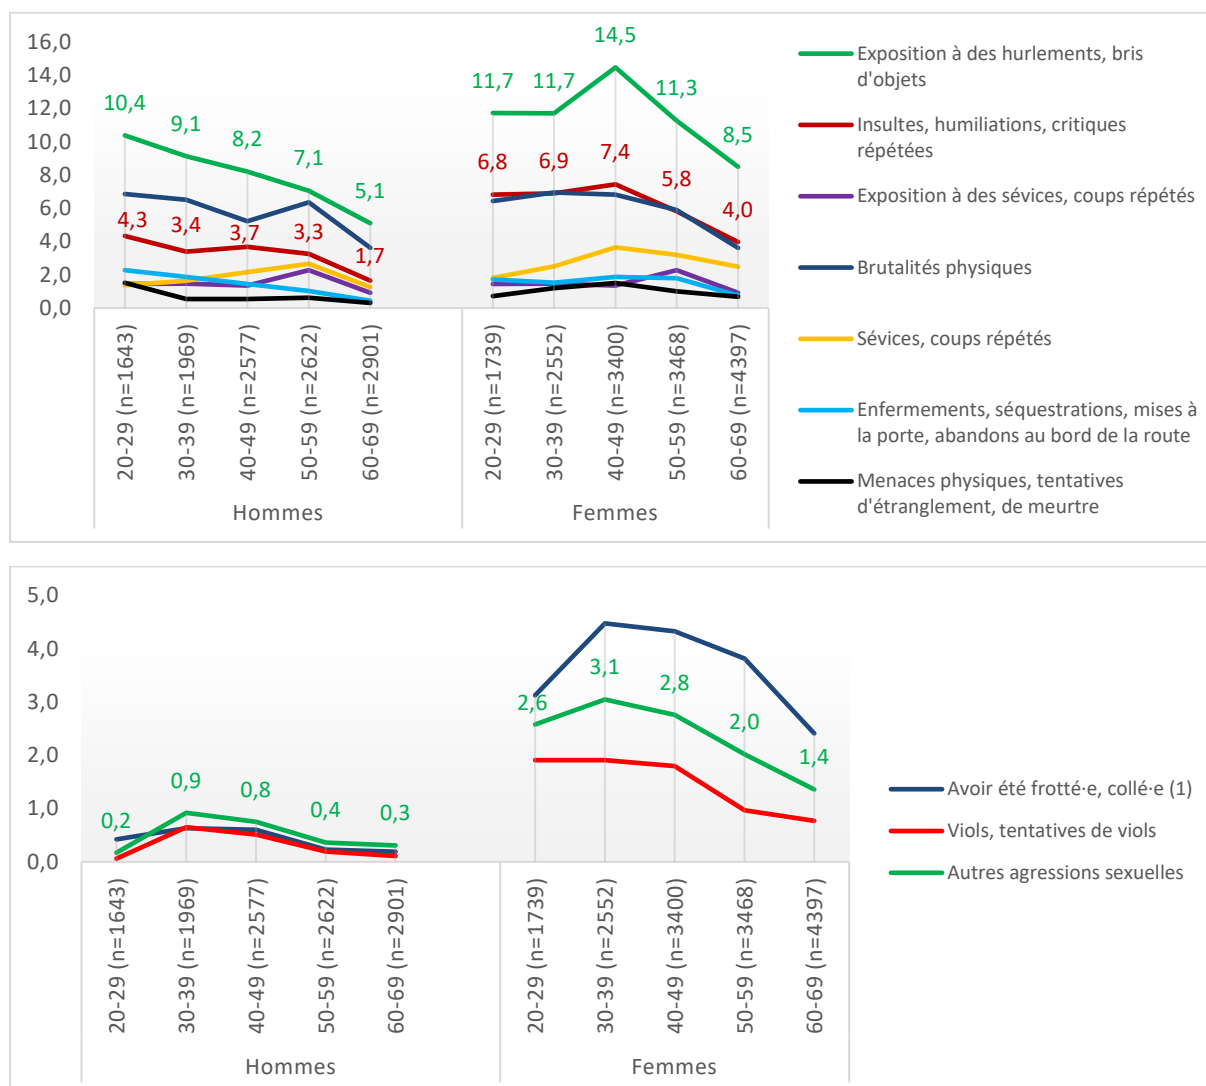 16,0
14,0
12,0
10,0
8,0
6,0
4,0
2,0
0,0
10,4
9,1
8,2
7,1
5,1
4,3
3,4
3,7
3,3
1,7
11,7
11,7
14,5
11,3
8,5
6,8
6,9
7,4
5,8
4,0
20-29 (n=1643)
30-39 (n=1969)
40-49 (n=2577)
50-59 (n=2622)
60-69 (n=2901)
20-29 (n=1739)
30-39 (n=2552)
40-49 (n=3400)
50-59 (n=3468)
60-69 (n=4397)
Hommes
Femmes
Exposition à des hurlements, bris
d'objets
Insultes, humiliations, critiques
répétées
Exposition à des sévices, coups répétés
Brutalités physiques
Sévices, coups répétés
Enfermements, séquestrations, mises à
la porte, abandons au bord de la route
Menaces physiques, tentatives
d'étranglement, de meurtre
5,0
4,0
3,0
2,0
1,0
0,0
0,2
0,9
0,8
0,4
0,3
2,6
3,1
2,8
2,0
1,4
20-29 (n=1643)
30-39 (n=1969)
40-49 (n=2577)
50-59 (n=2622)
60-69 (n=2901)
20-29 (n=1739)
30-39 (n=2552)
40-49 (n=3400)
50-59 (n=3468)
60-69 (n=4397)
Hommes
Femmes
Avoir été frotté·e, collé·e (1)
Viols, tentatives de viols
Autres agressions sexuelles